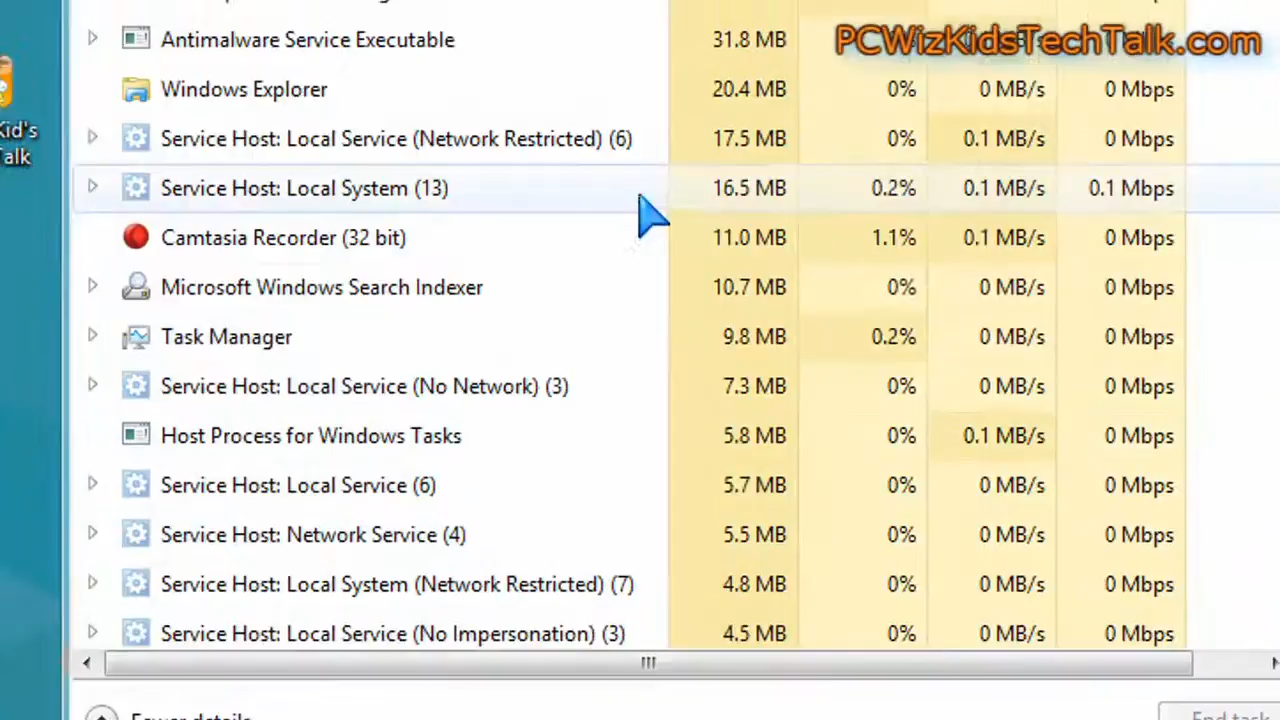 PCWizKidsTechTalk.com
Antimalware Service Executable 31.8 MB
Windows Explorer 20.4 MB 0% 0 MB/s 0 Mbps
Kid's
Talk
Service Host: Local Service (Network Restricted) (6) 17.5 MB 0% 0.1 MB/s 0 Mbps
Service Host: Local System (13) 16.5 MB 0.2% 0.1 MB/s 0.1 Mbps
Camtasia Recorder (32 bit) 11.0 MB 1.1% 0.1 MB/s 0 Mbps
Microsoft Windows Search Indexer 10.7 MB 0% 0 MB/s 0 Mbps
Task Manager 9.8 MB 0.2% 0 MB/s 0 Mbps
Service Host: Local Service (No Network) (3) 7.3 MB 0% 0 MB/s 0 Mbps
Host Process for Windows Tasks 5.8 MB 0% 0.1 MB/s 0 Mbps
Service Host: Local Service (6) 5.7 MB 0% 0 MB/s 0 Mbps
Service Host: Network Service (4) 5.5 MB 0% 0 MB/s 0 Mbps
Service Host: Local System (Network Restricted) (7) 4.8 MB 0% 0 MB/s 0 Mbps
Service Host: Local Service (No Impersonation) (3) 4.5 MB 0% 0 MB/s 0 Mbps
Fewer details
End task